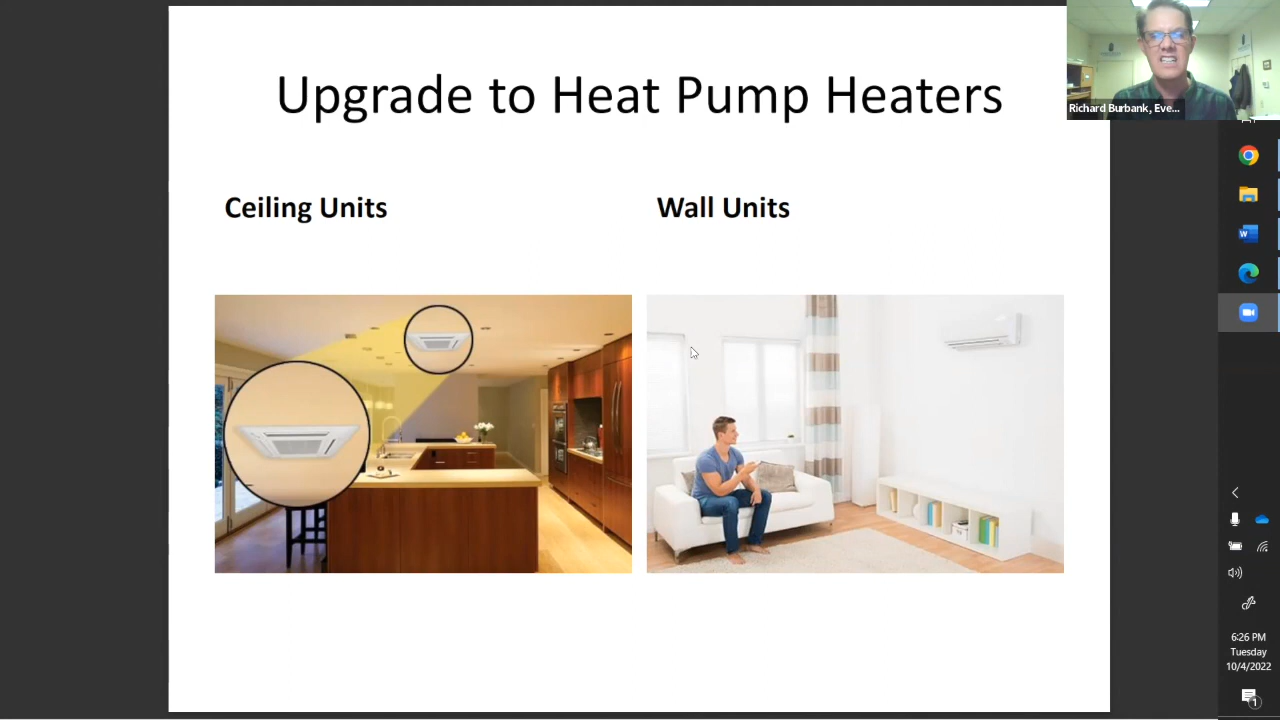 Upgrade to Heat Pump Heaters
Richard Burbank, Eve...
Ceiling Units
Wall Units
W
6:26 PM
Tuesday
10/4/2022
1